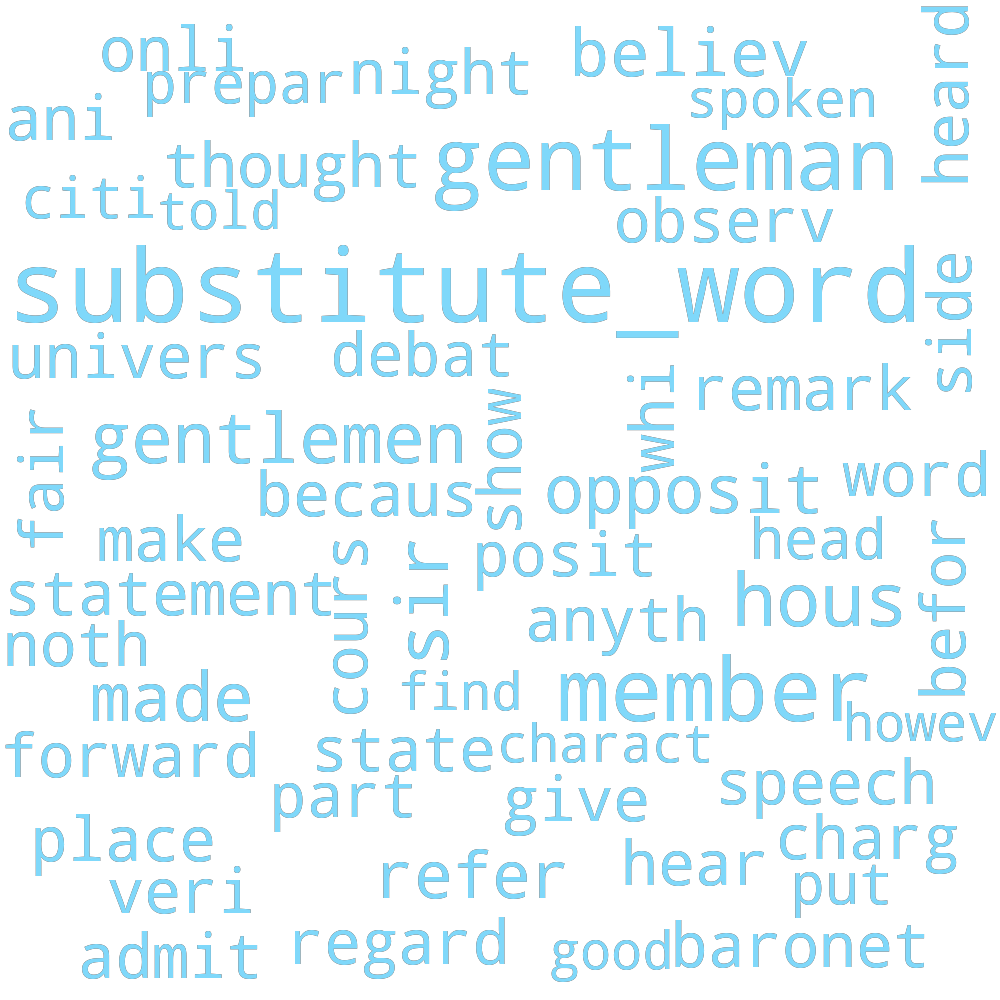 onli
believ
heard
prepar
night
spoken
ani
thought
gentleman
citi
told
observ
substitute_word
side
univers
debat
whi
remark
fair
gentlemen
show
becaus
opposit
word
make
cours
sir
posit
head
befor
statement
anyth
hous
noth
made
find
member
howev
forward
state
charact
part
give
speech
place
charg
veri
refer
hear
put
admit
regard
good
baronet